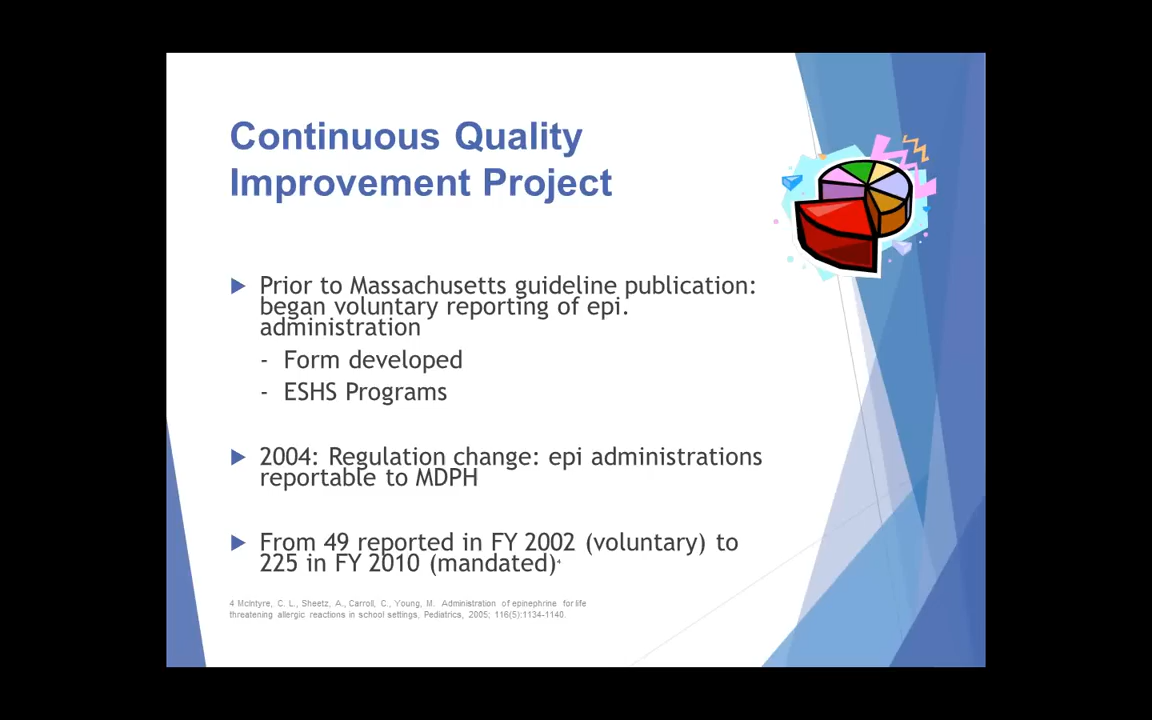 Continuous Quality
Improvement Project
Prior to Massachusetts guideline publication:
began voluntary reporting of epi.
administration
- Form developed
- ESHS Programs
2004: Regulation change: epi administrations
reportable to MDPH
From 49 reported in FY 2002 (voluntary) to
225 in FY 2010 (mandated)⁴
4 McIntyre, C. L., Sheetz, A., Carroll, C., Young, M. Administration of epinephrine for life
threatening allergic reactions in school settings, Pediatrics, 2005; 116(5):1134-1140.